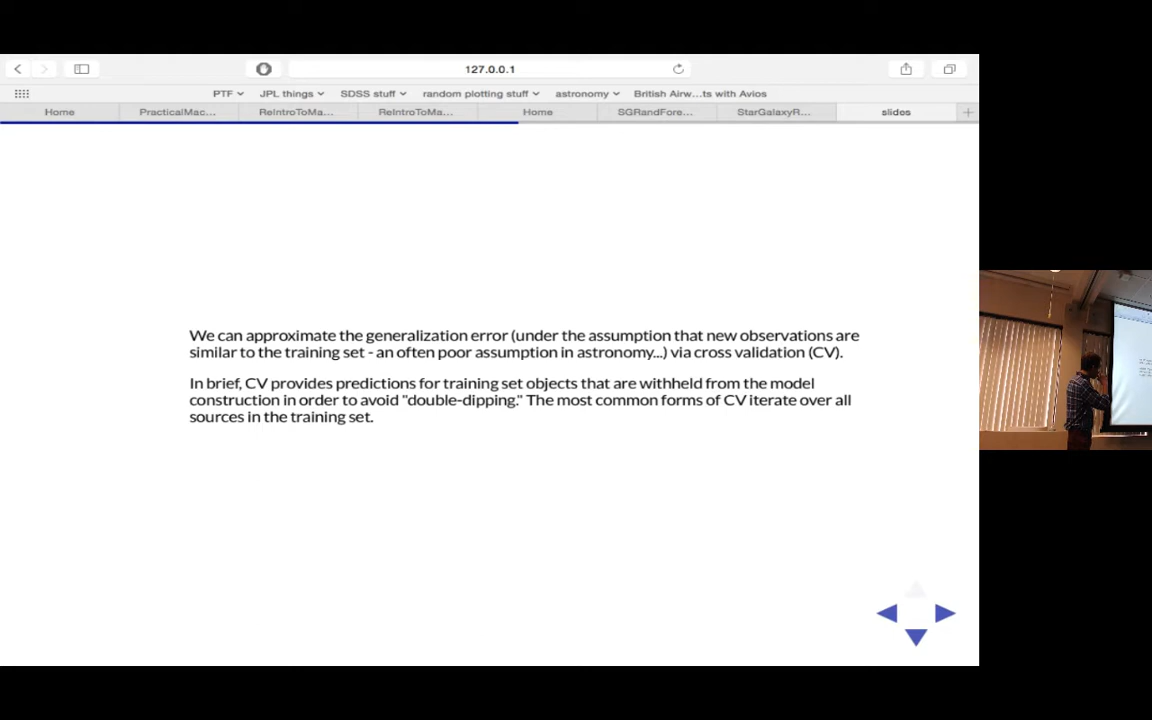 127.0.0.1
PTF JPL things SDSS stuff random plotting stuff astronomy British Airw...ts with Avios
Home PracticalMac... ReIntroToMa... ReIntroToMa... Home SGRandFore... StarGalaxyR... slides
We can approximate the generalization error (under the assumption that new observations are
similar to the training set - an often poor assumption in astronomy...) via cross validation (CV).
In brief, CV provides predictions for training set objects that are withheld from the model
construction in order to avoid "double-dipping." The most common forms of CV iterate over all
sources in the training set.